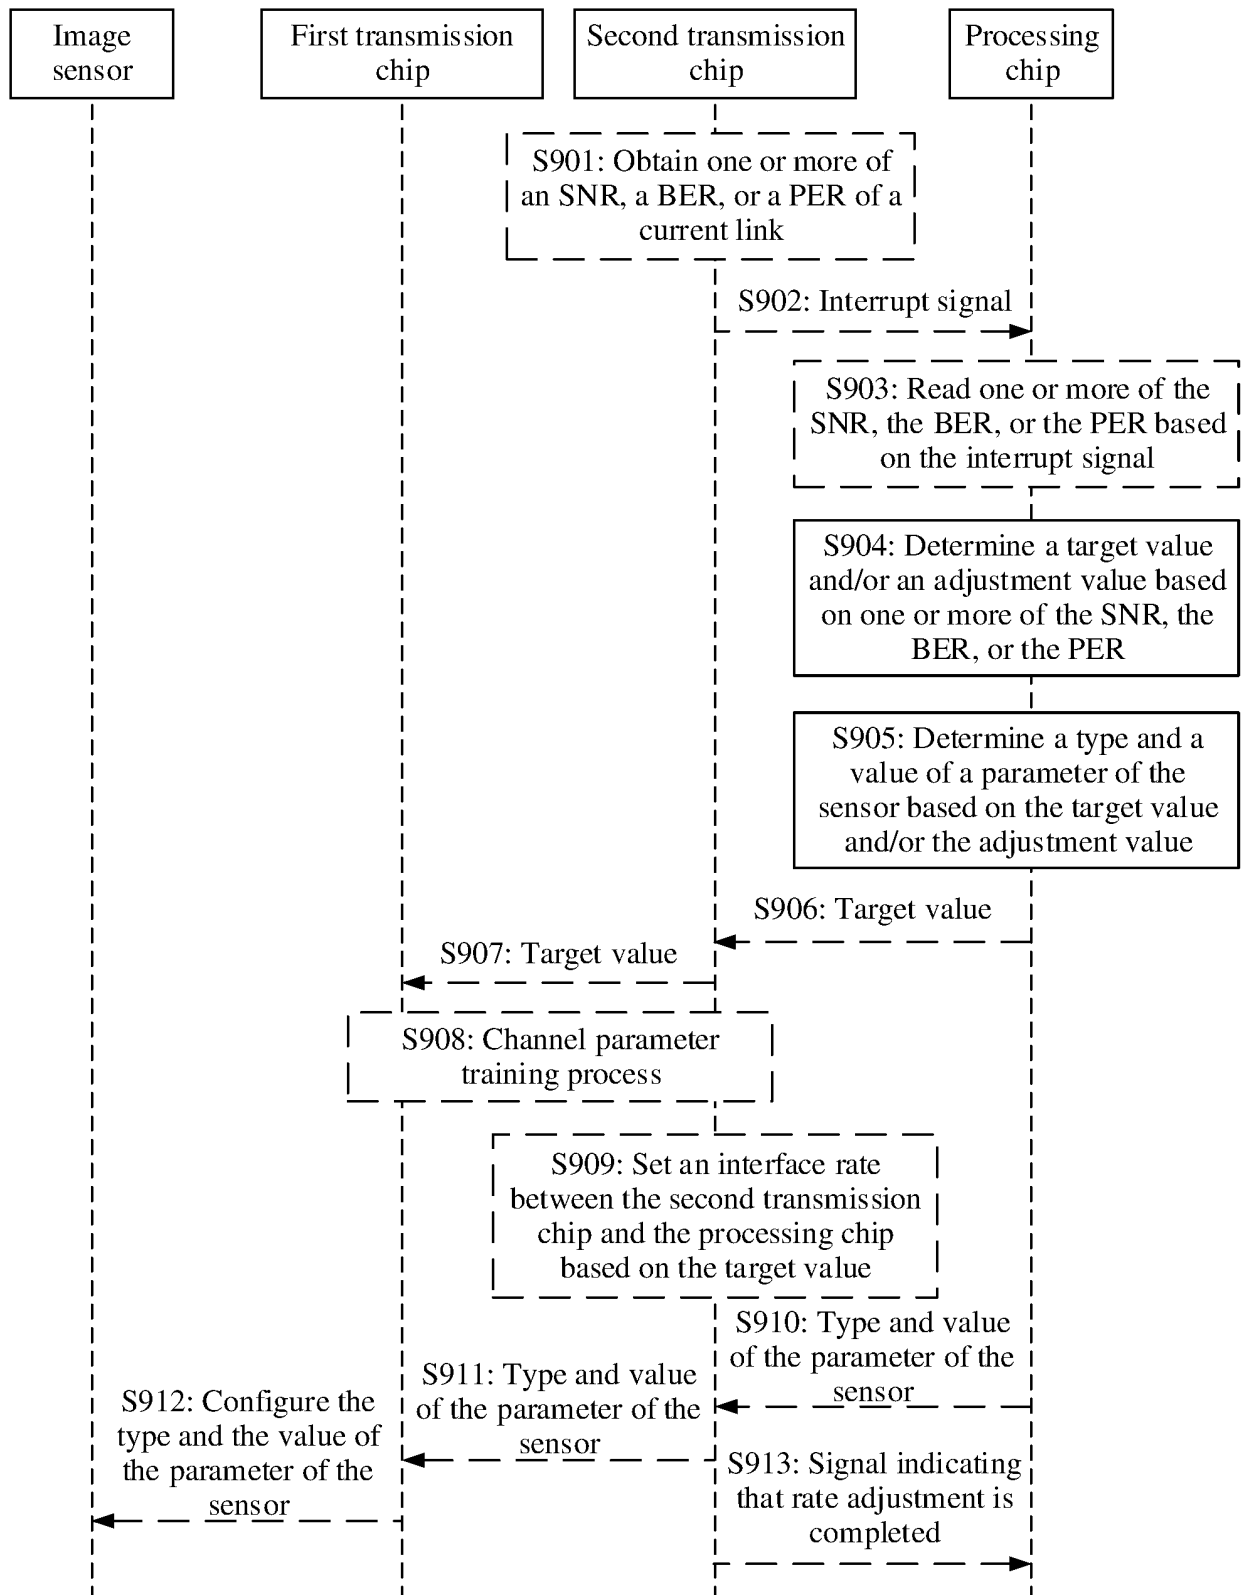 Image
sensor
First transmission
chip
Second transmission
chip
Processing
chip
S901: Obtain one or more of
an SNR, a BER, or a PER of a
current link
S902: Interrupt signal
S903: Read one or more of the
SNR, the BER, or the PER based
on the interrupt signal
S904: Determine a target value
and/or an adjustment value based
on one or more of the SNR, the
BER, or the PER
S905: Determine a type and a
value of a parameter of the
sensor based on the target value
and/or the adjustment value
S906: Target value
S907: Target value
S908: Channel parameter
training process
S909: Set an interface rate
between the second transmission
chip and the processing chip
based on the target value
S910: Type and value
of the parameter of the
sensor
S911: Type and value
of the parameter of the
sensor
S912: Configure the
type and the value of
the parameter of the
sensor
S913: Signal indicating
that rate adjustment is
completed